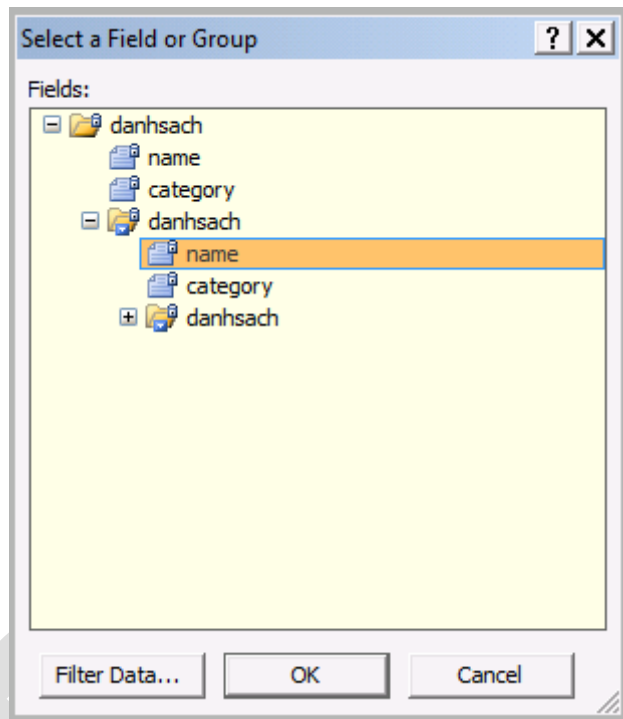 Select a Field or Group
Fields:
danhsach
name
category
danhsach
name
category
danhsach
Filter Data...
OK
Cancel